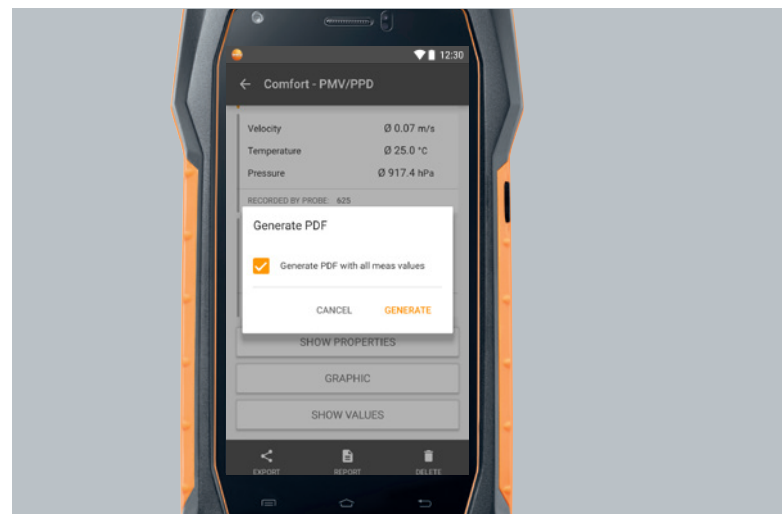 12:30
Comfort - PMV/PPD
Velocity Ø 0.07 m/s
Temperature Ø 25.0 °C
Pressure Ø 917.4 hPa
RECORDED BY PROBE: 625
Generate PDF
Generate PDF with all meas values
CANCEL GENERATE
SHOW PROPERTIES
GRAPHIC
SHOW VALUES
EXPORT REPORT DELETE